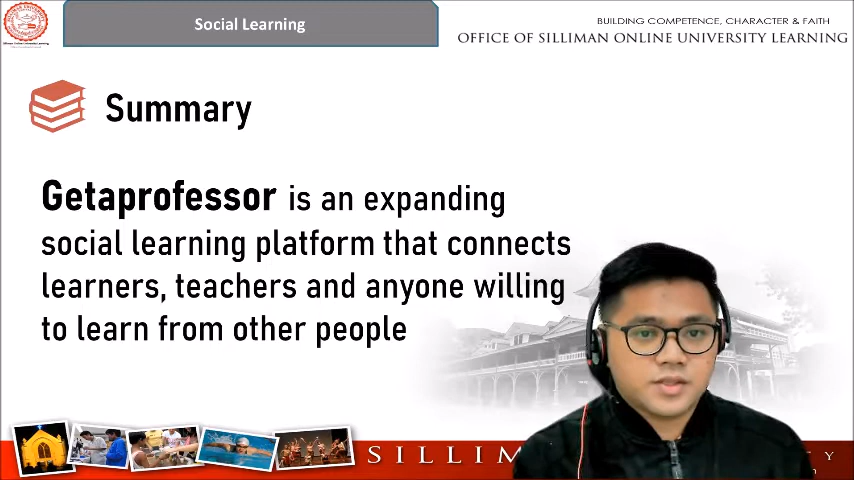 Social Learning
BUILDING COMPETENCE, CHARACTER & FAITH
OFFICE OF SILLIMAN ONLINE UNIVERSITY LEARNING
Summary
Getaprofessor is an expanding
social learning platform that connects
learners, teachers and anyone willing
to learn from other people